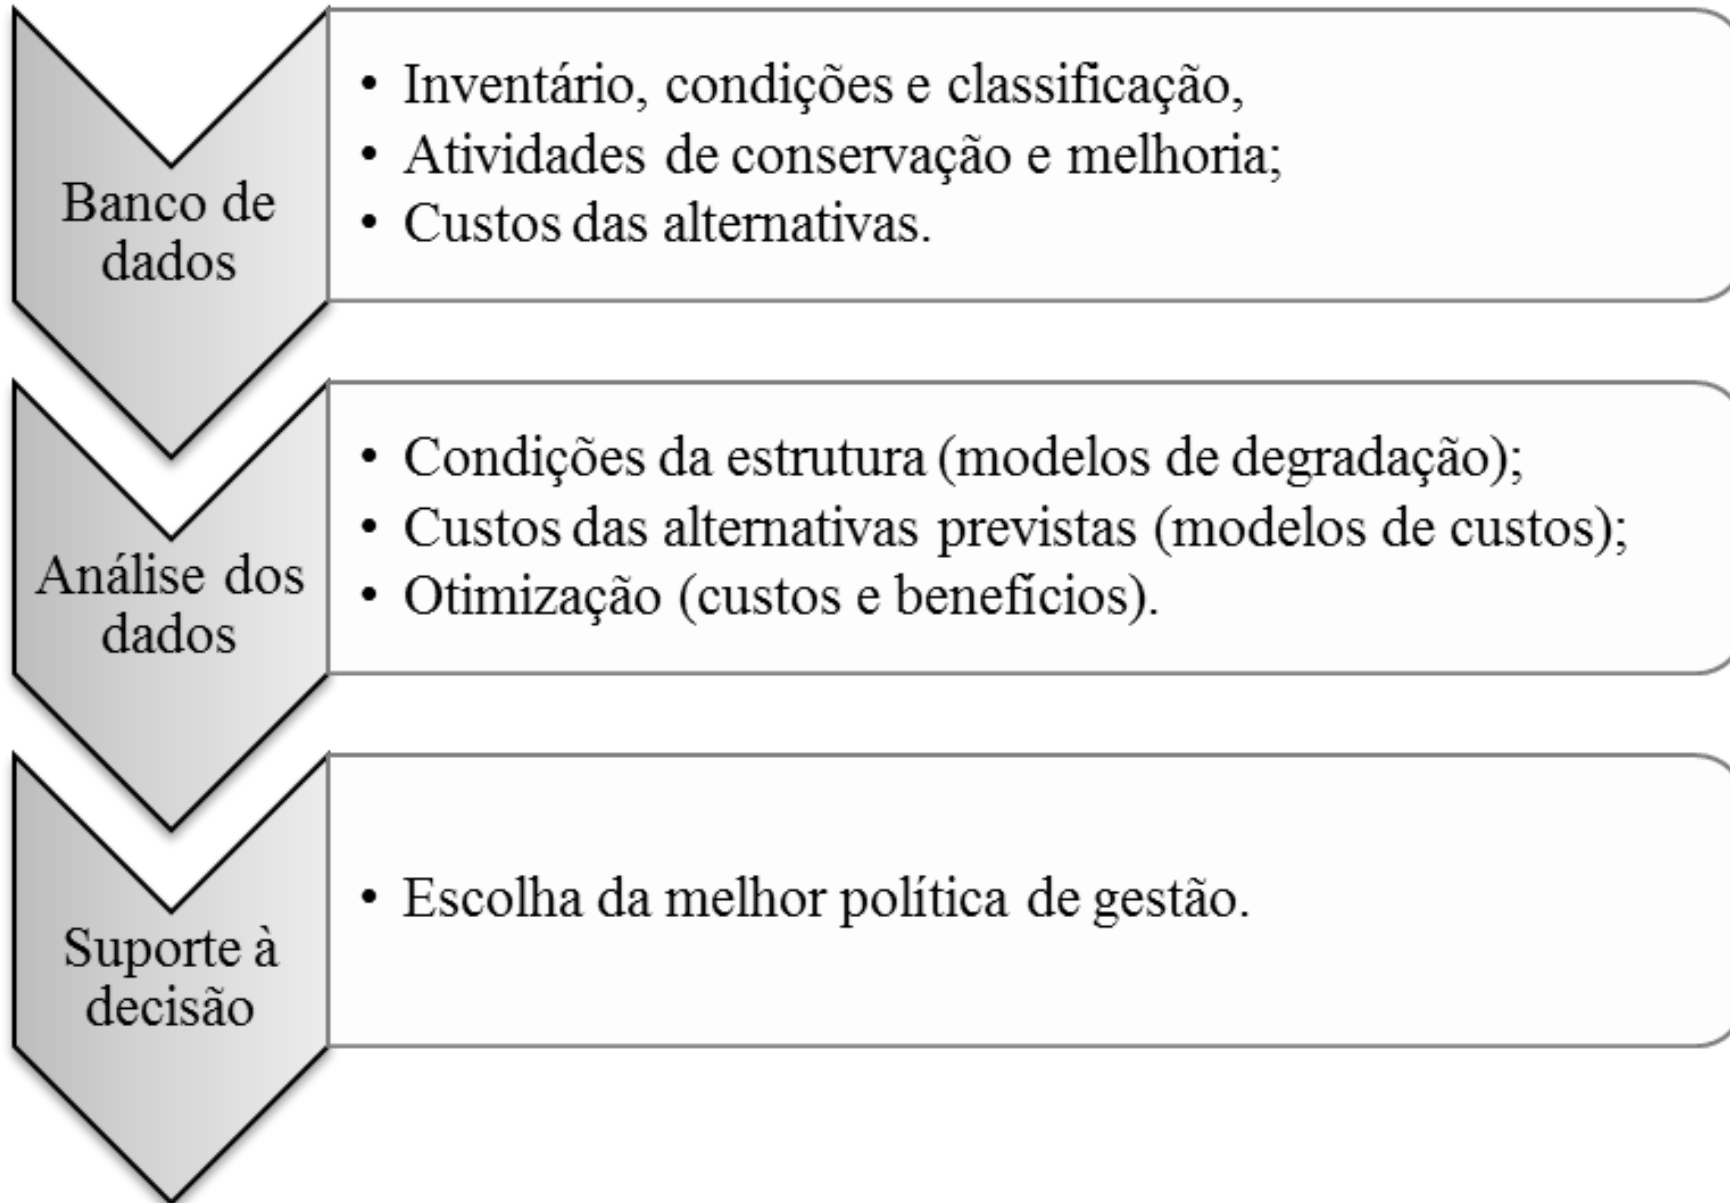 Banco de
dados
• Inventário, condições e classificação,
• Atividades de conservação e melhoria;
• Custos das alternativas.
Análise dos
dados
• Condições da estrutura (modelos de degradação);
• Custos das alternativas previstas (modelos de custos);
• Otimização (custos e benefícios).
Suporte à
decisão
• Escolha da melhor política de gestão.